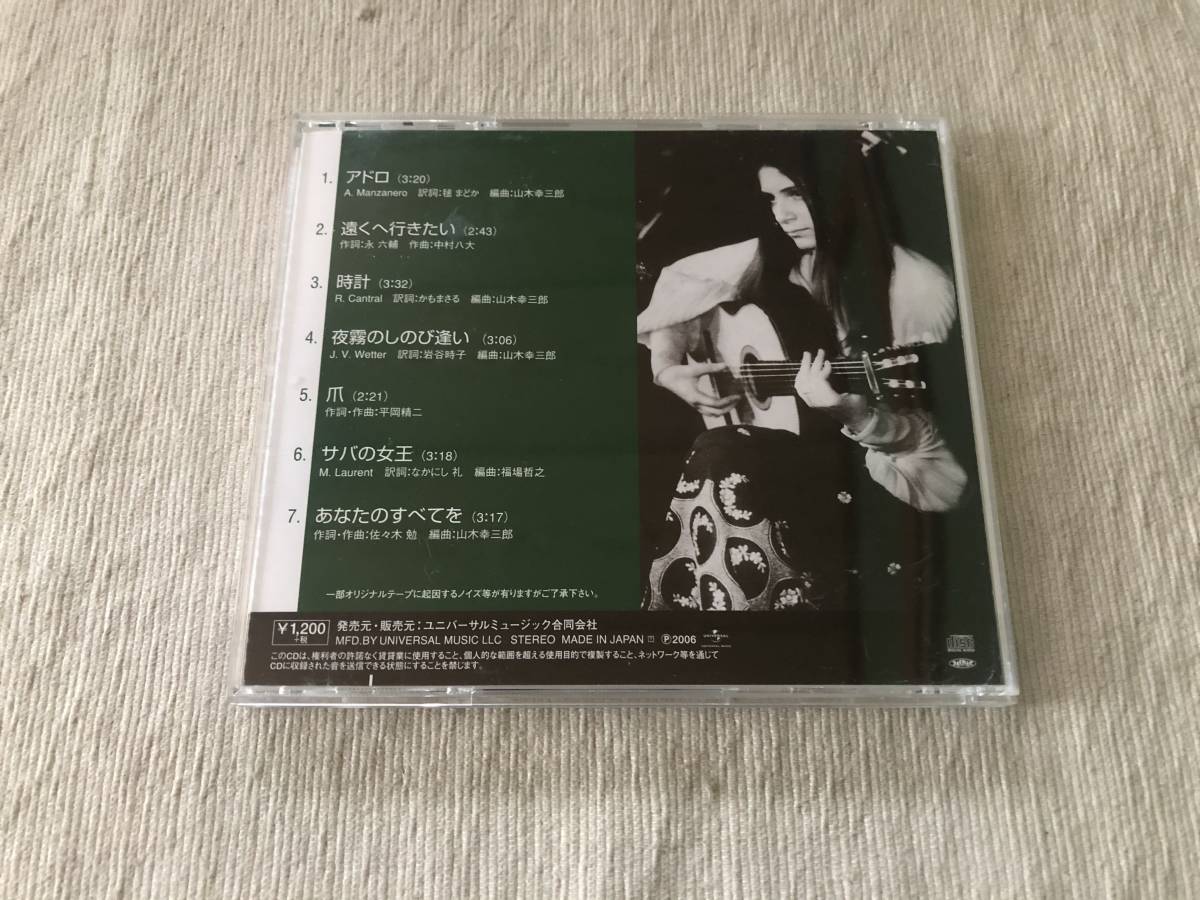 1. アドロ (3:20)
A. Manzanero 訳詞:毬 まどか 編曲:山木幸三郎
2. 遠くへ行きたい (2:43)
作詞:永 六輔 作曲:中村八大
3. 時計 (3:32)
R. Cantral 訳詞:かもまさる 編曲:山木幸三郎
4. 夜霧のしのび逢い (3:06)
J. V. Wetter 訳詞:岩谷時子 編曲:山木幸三郎
5. 爪 (2:21)
作詞・作曲:平岡精二
6. サバの女王 (3:18)
M. Laurent 訳詞:なかにし 礼 編曲:福場哲之
7. あなたのすべてを (3:17)
作詞・作曲:佐々木 勉 編曲:山木幸三郎
一部オリジナルテープに起因するノイズ等が有りますがご了承下さい。
¥1,200
+税
発売元・販売元:ユニバーサルミュージック合同会社
MFD.BY UNIVERSAL MUSIC LLC STEREO MADE IN JAPAN Ⓟ2006
UNIVERSAL
UNIVERSAL MUSIC
このCDは、権利者の許諾なく賃貸業に使用すること、個人的な範囲を超える使用目的で複製すること、ネットワーク等を通じて
CDに収録された音を送信できる状態にすることを禁じます。
disc